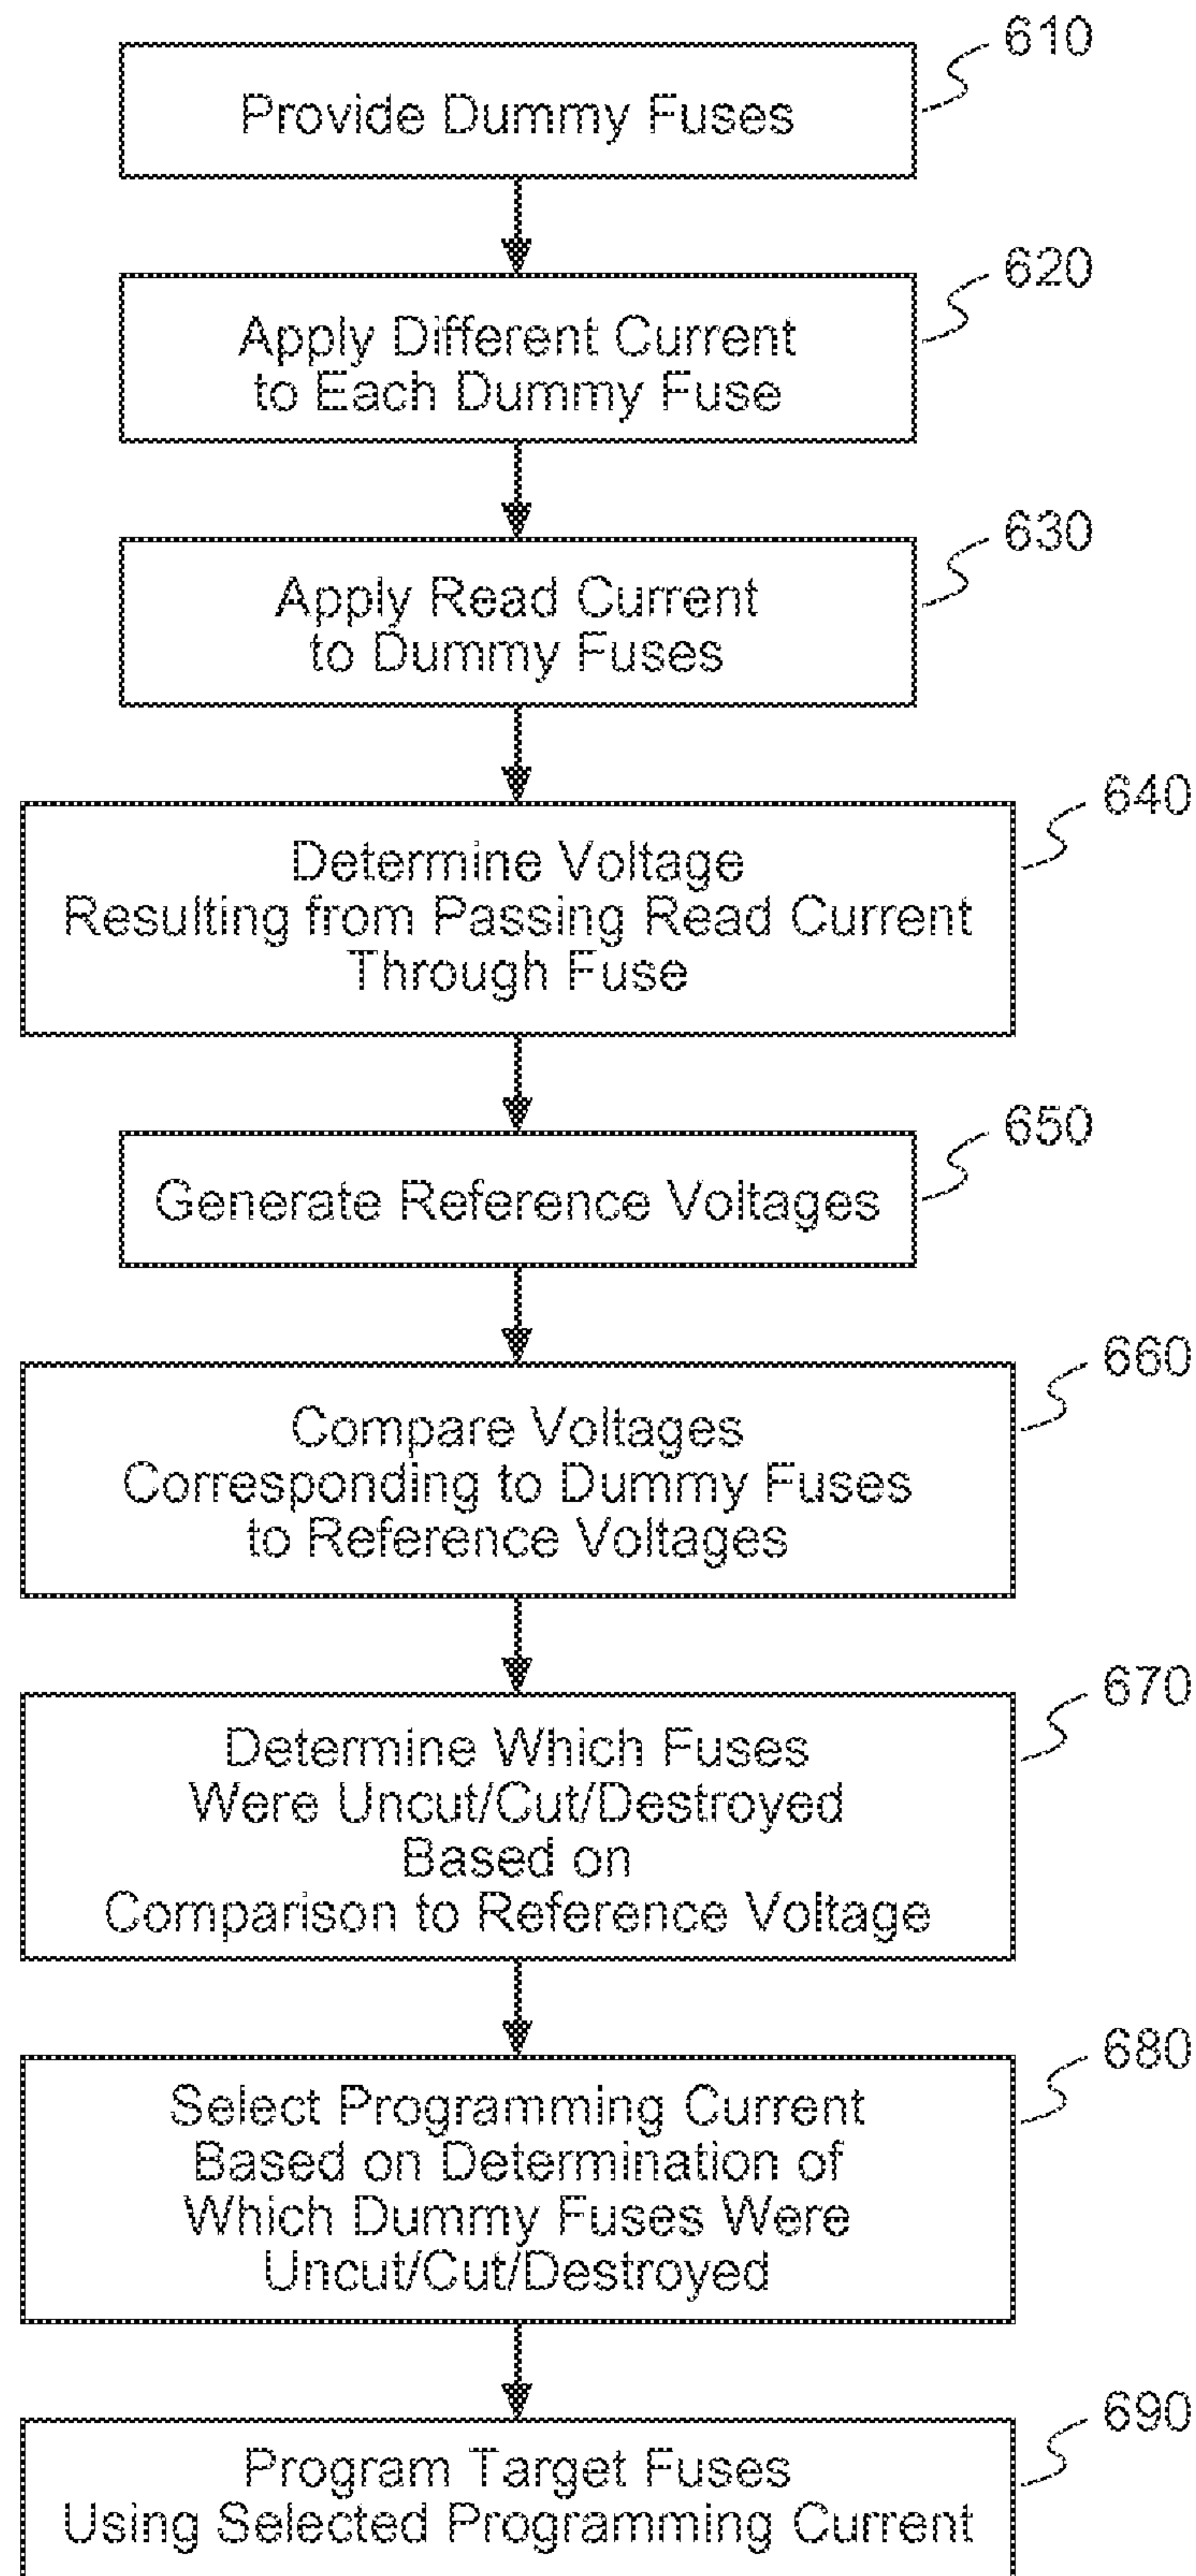 610
Provide Dummy Fuses
620
Apply Different Current
to Each Dummy Fuse
630
Apply Read Current
to Dummy Fuses
640
Determine Voltage
Resulting from Passing Read Current
Through Fuse
650
Generate Reference Voltages
660
Compare Voltages
Corresponding to Dummy Fuses
to Reference Voltages
670
Determine Which Fuses
Were Uncut/Cut/Destroyed
Based on
Comparison to Reference Voltage
680
Select Programming Current
Based on Determination of
Which Dummy Fuses Were
Uncut/Cut/Destroyed
690
Program Target Fuses
Using Selected Programming Current